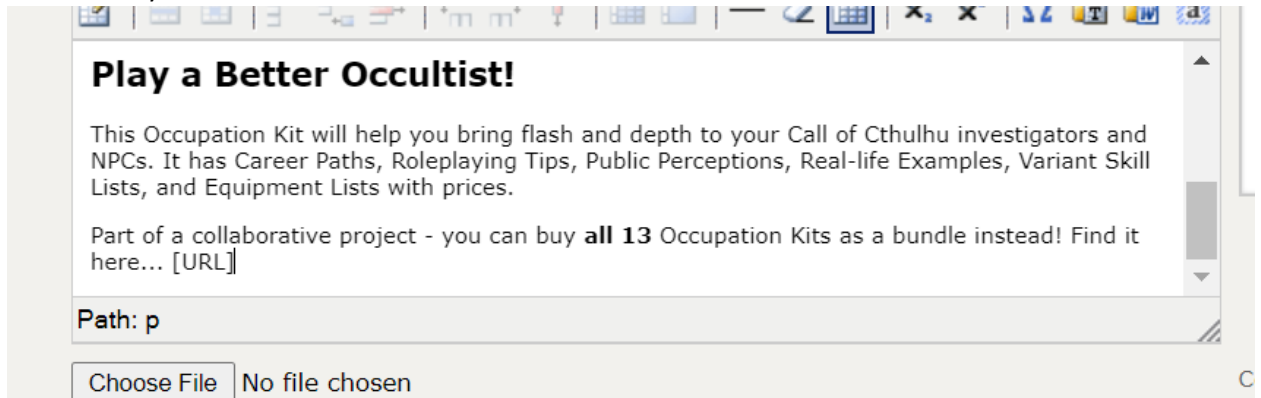 Play a Better Occultist!
This Occupation Kit will help you bring flash and depth to your Call of Cthulhu investigators and
NPCs. It has Career Paths, Roleplaying Tips, Public Perceptions, Real-life Examples, Variant Skill
Lists, and Equipment Lists with prices.
Part of a collaborative project - you can buy all 13 Occupation Kits as a bundle instead! Find it
here... [URL]
Path: p
Choose File No file chosen